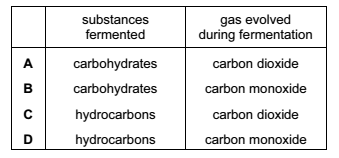 substances fermented gas evolved during fermentation
A carbohydrates carbon dioxide
B carbohydrates carbon monoxide
C hydrocarbons carbon dioxide
D hydrocarbons carbon monoxide